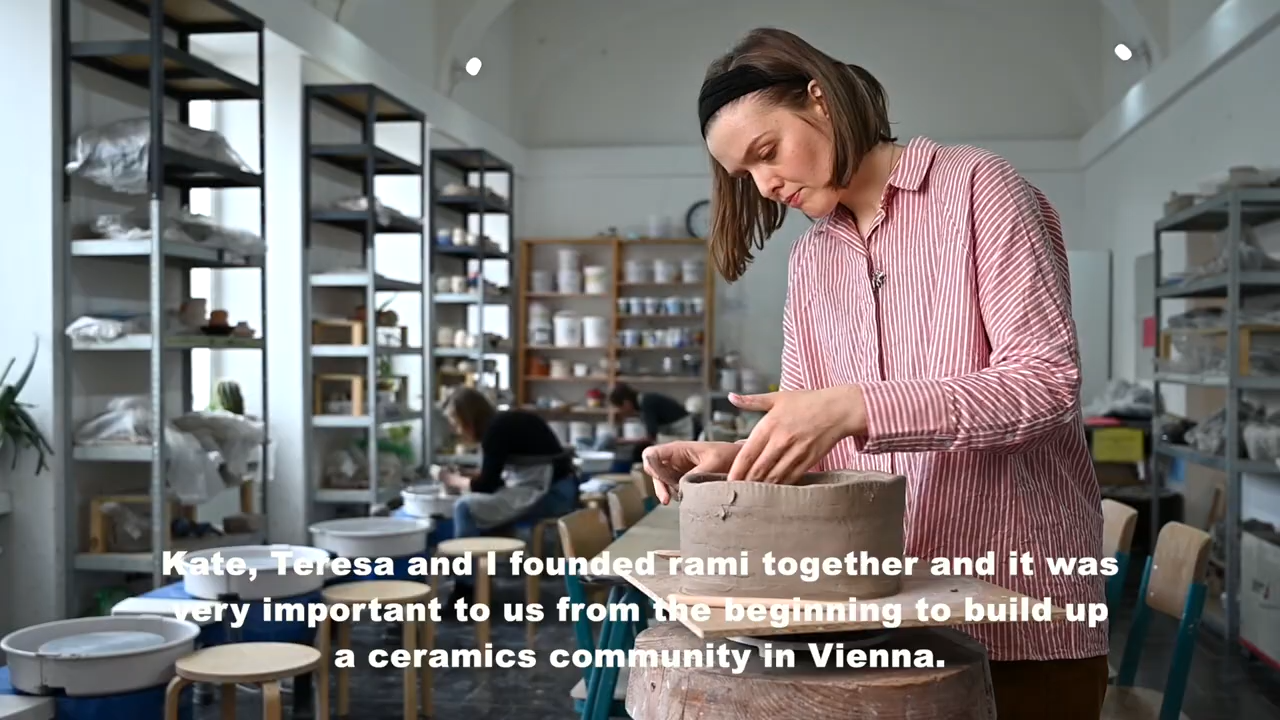 Kate, Teresa and I founded rami together and it was
very important to us from the beginning to build up
a ceramics community in Vienna.